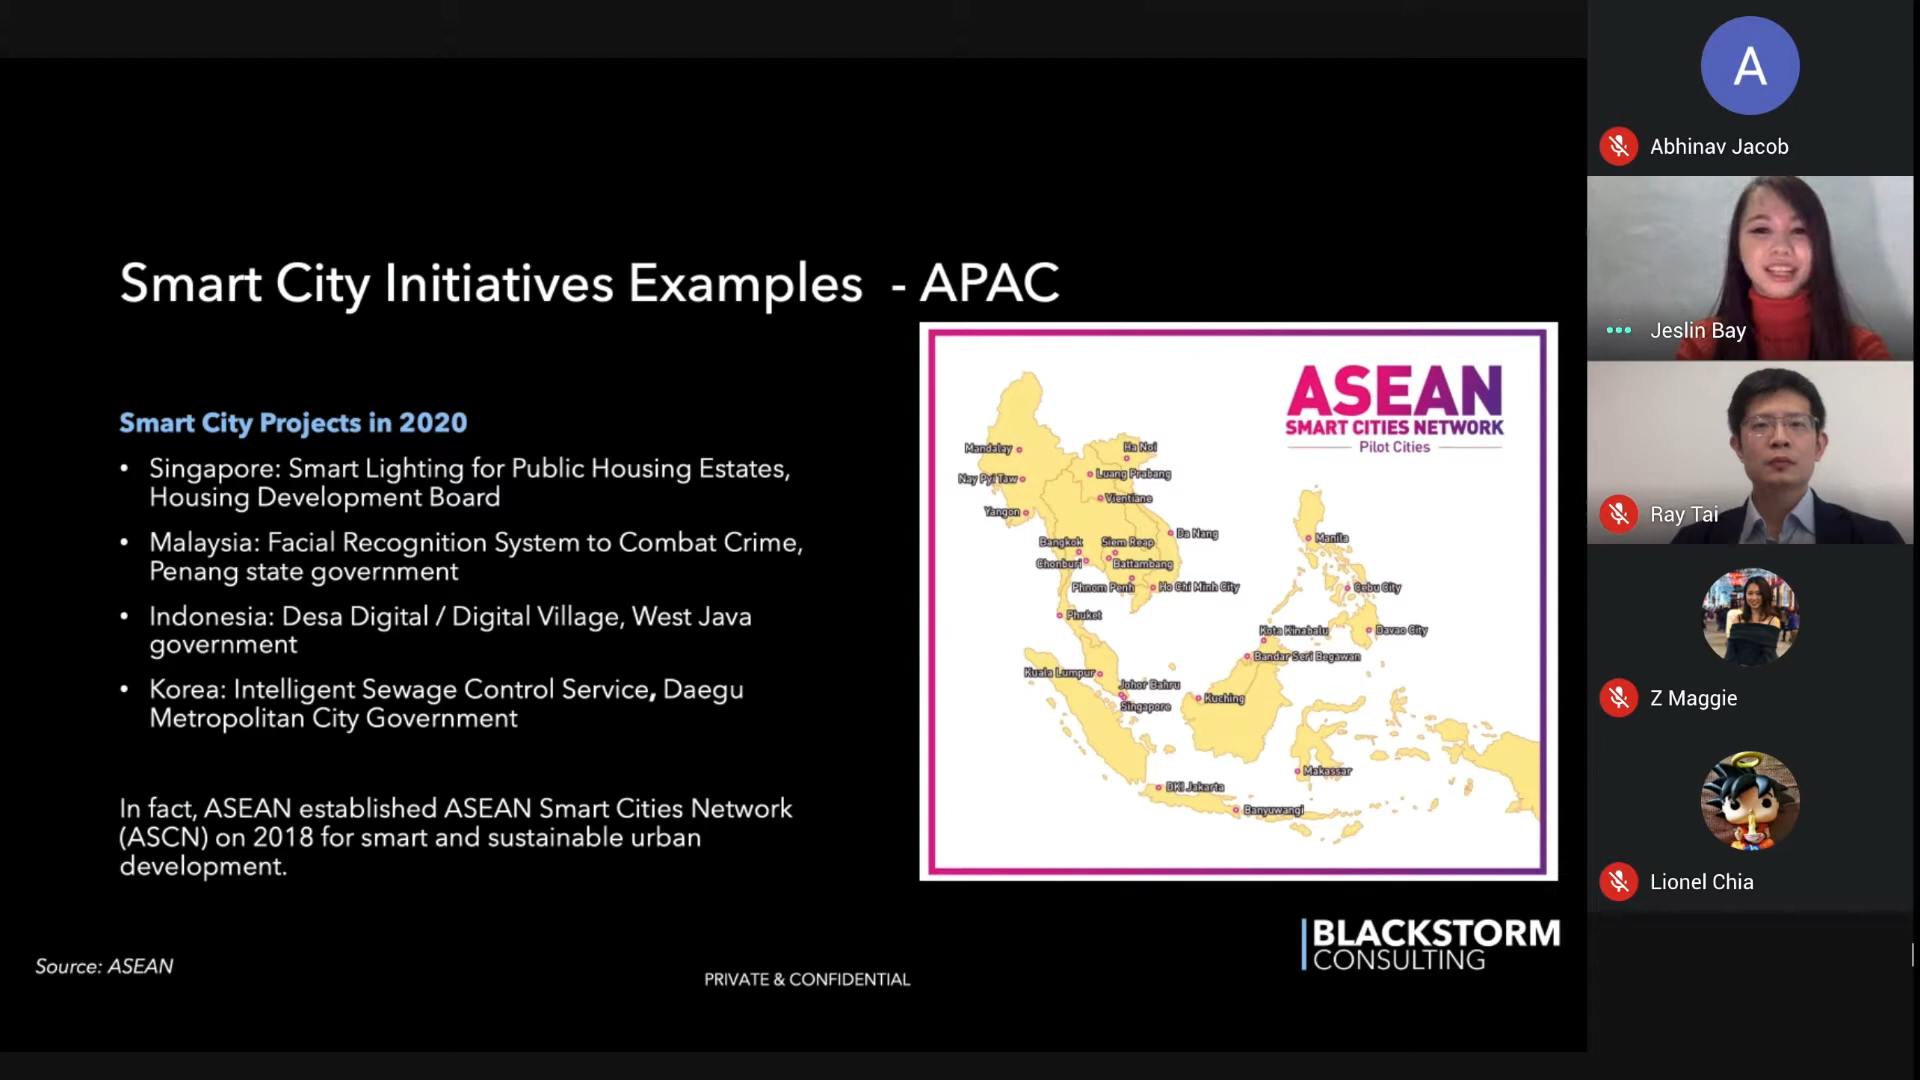 Smart City Initiatives Examples - APAC
Smart City Projects in 2020
• Singapore: Smart Lighting for Public Housing Estates,
Housing Development Board
• Malaysia: Facial Recognition System to Combat Crime,
Penang state government
• Indonesia: Desa Digital / Digital Village, West Java
government
• Korea: Intelligent Sewage Control Service, Daegu
Metropolitan City Government
In fact, ASEAN established ASEAN Smart Cities Network
(ASCN) on 2018 for smart and sustainable urban
development.
ASEAN
SMART CITIES NETWORK
Pilot Cities
Mandalay
Ha Noi
Nay Pyi Taw
Luang Prabang
Vientiane
Yangon
Da Nang
Bangkok
Siem Reap
Manila
Chonburi
Battambang
Phnom Penh
Ho Chi Minh City
Cebu City
Phuket
Kota Kinabalu
Davao City
Bandar Seri Begawan
Kuala Lumpur
Johor Bahru
Kuching
Singapore
Makassar
DKI Jakarta
Banyuwangi
BLACKSTORM
CONSULTING
Source: ASEAN
PRIVATE & CONFIDENTIAL
A
Abhinav Jacob
Jeslin Bay
Ray Tai
Z Maggie
Lionel Chia